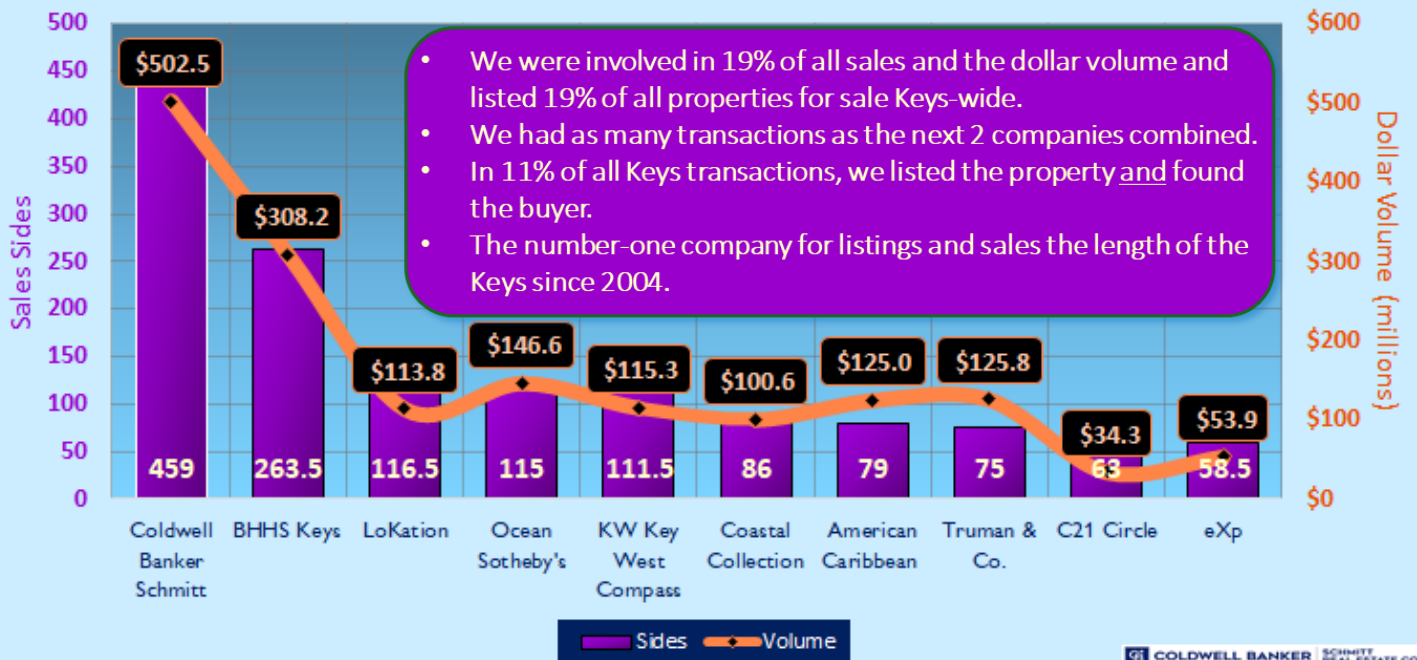 500
450
400
350
300
250
200
150
100
50
0
Sales Sides
$600
$500
$400
$300
$200
$100
$0
Dollar Volume (millions)
• We were involved in 19% of all sales and the dollar volume and
listed 19% of all properties for sale Keys-wide.
• We had as many transactions as the next 2 companies combined.
• In 11% of all Keys transactions, we listed the property and found
the buyer.
• The number-one company for listings and sales the length of the
Keys since 2004.
$502.5
$308.2
$113.8
$146.6
$115.3
$100.6
$125.0
$125.8
$34.3
$53.9
459
263.5
116.5
115
111.5
86
79
75
63
58.5
Coldwell
Banker
Schmitt
BHHS Keys
LoKation
Ocean
Sotheby's
KW Key
West
Compass
Coastal
Collection
American
Caribbean
Truman &
Co.
C21 Circle
eXp
Sides
Volume
COLDWELL BANKER
SCHMITT
REAL ESTATE CO